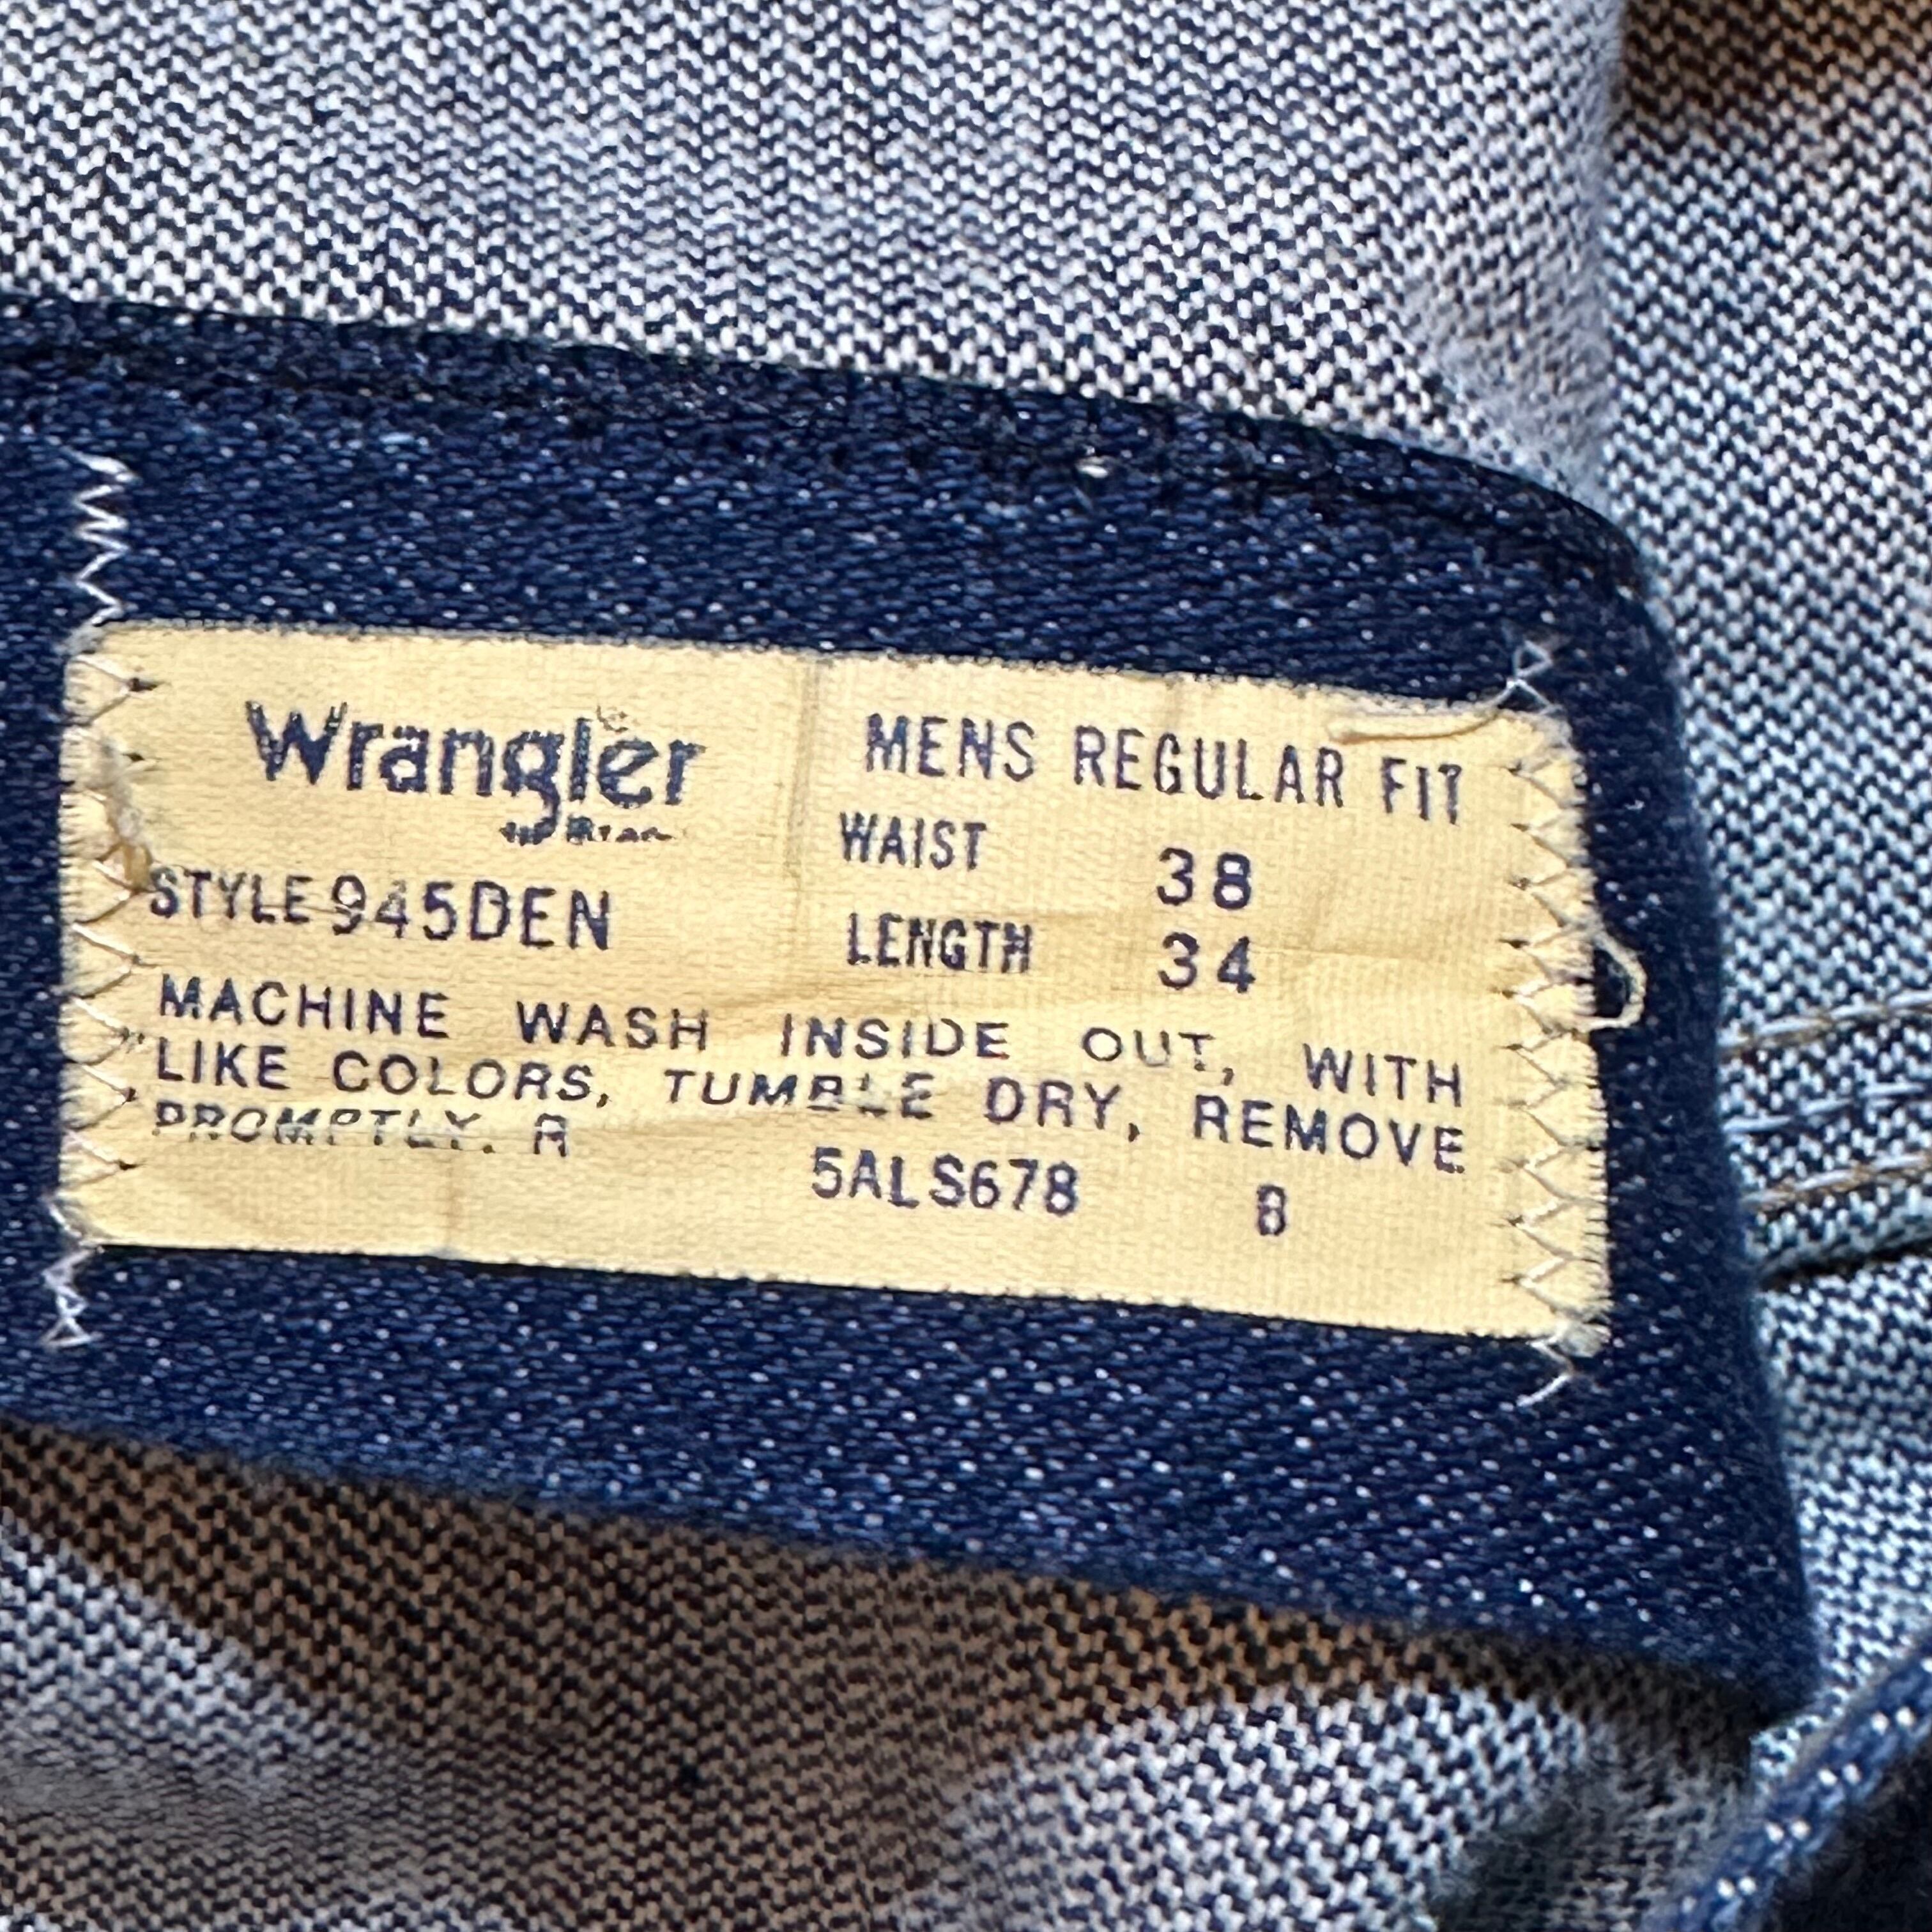 Wrangler
MENS REGULAR FIT
WAIST 38
STYLE 945DEN
LENGTH 34
MACHINE WASH INSIDE OUT, WITH
LIKE COLORS, TUMBLE DRY, REMOVE
PROMPTLY. A
5ALS678 8